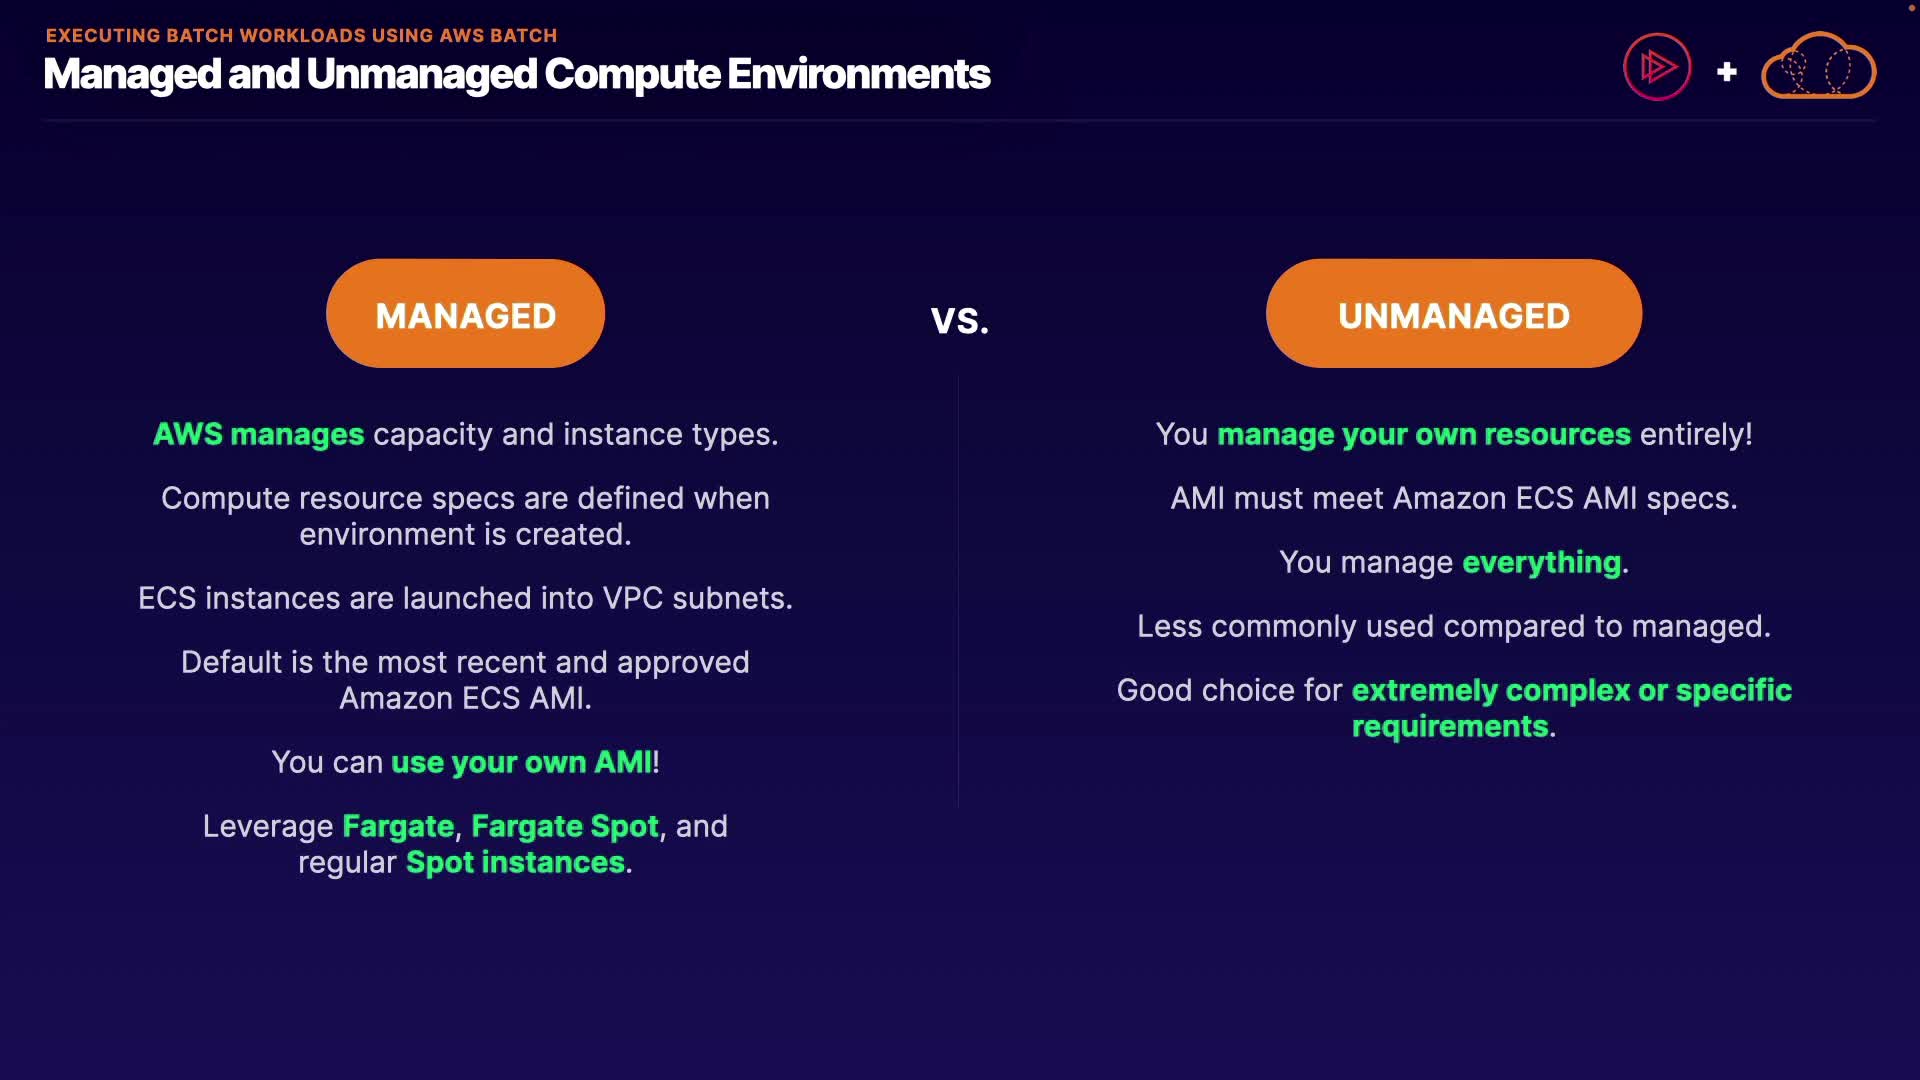 EXECUTING BATCH WORKLOADS USING AWS BATCH
Managed and Unmanaged Compute Environments
MANAGED
AWS manages capacity and instance types.
Compute resource specs are defined when
environment is created.
ECS instances are launched into VPC subnets.
Default is the most recent and approved
Amazon ECS AMI.
You can use your own AMI!
Leverage Fargate, Fargate Spot, and
regular Spot instances.
VS.
UNMANAGED
You manage your own resources entirely!
AMI must meet Amazon ECS AMI specs.
You manage everything.
Less commonly used compared to managed.
Good choice for extremely complex or specific
requirements.